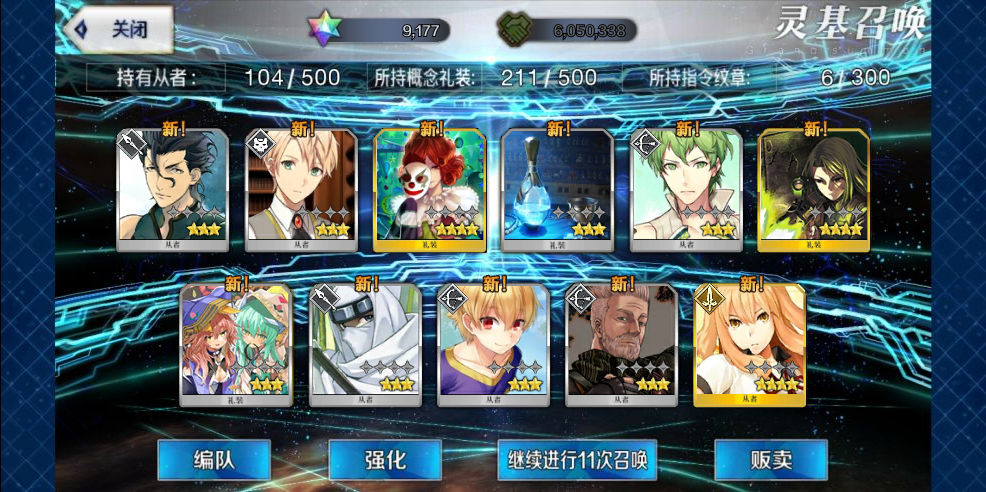 关闭
9,177
6,050,338
灵基召唤
持有从者：
104/500
所持概念礼装:
211/500
所持指令纹章:
6/300
新!
新!
新!
新!
新!
新!
从者
从者
礼装
礼装
从者
礼装
新!
新!
新!
新!
新!
礼装
从者
从者
从者
从者
编队
强化
继续进行11次召唤
贩卖